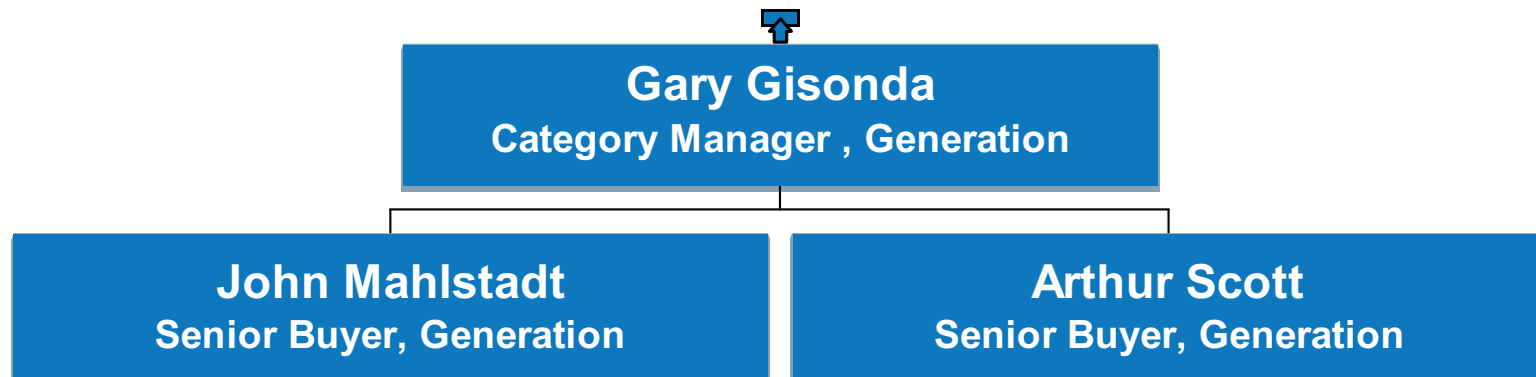 Gary Gisonda
Category Manager , Generation
John Mahlstadt
Senior Buyer, Generation
Arthur Scott
Senior Buyer, Generation